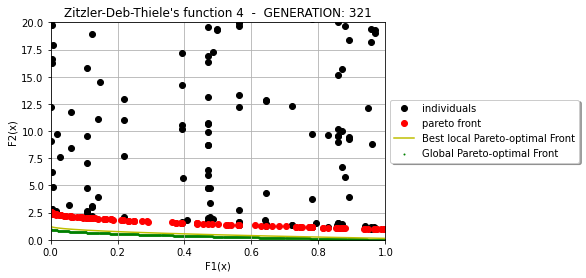 Zitzler-Deb-Thiele's function 4  -  GENERATION: 321
20.0
17.5
15.0
12.5
10.0
7.5
5.0
2.5
0.0
F2(x)
0.0 0.2 0.4 0.6 0.8 1.0
F1(x)
individuals
pareto front
Best local Pareto-optimal Front
Global Pareto-optimal Front